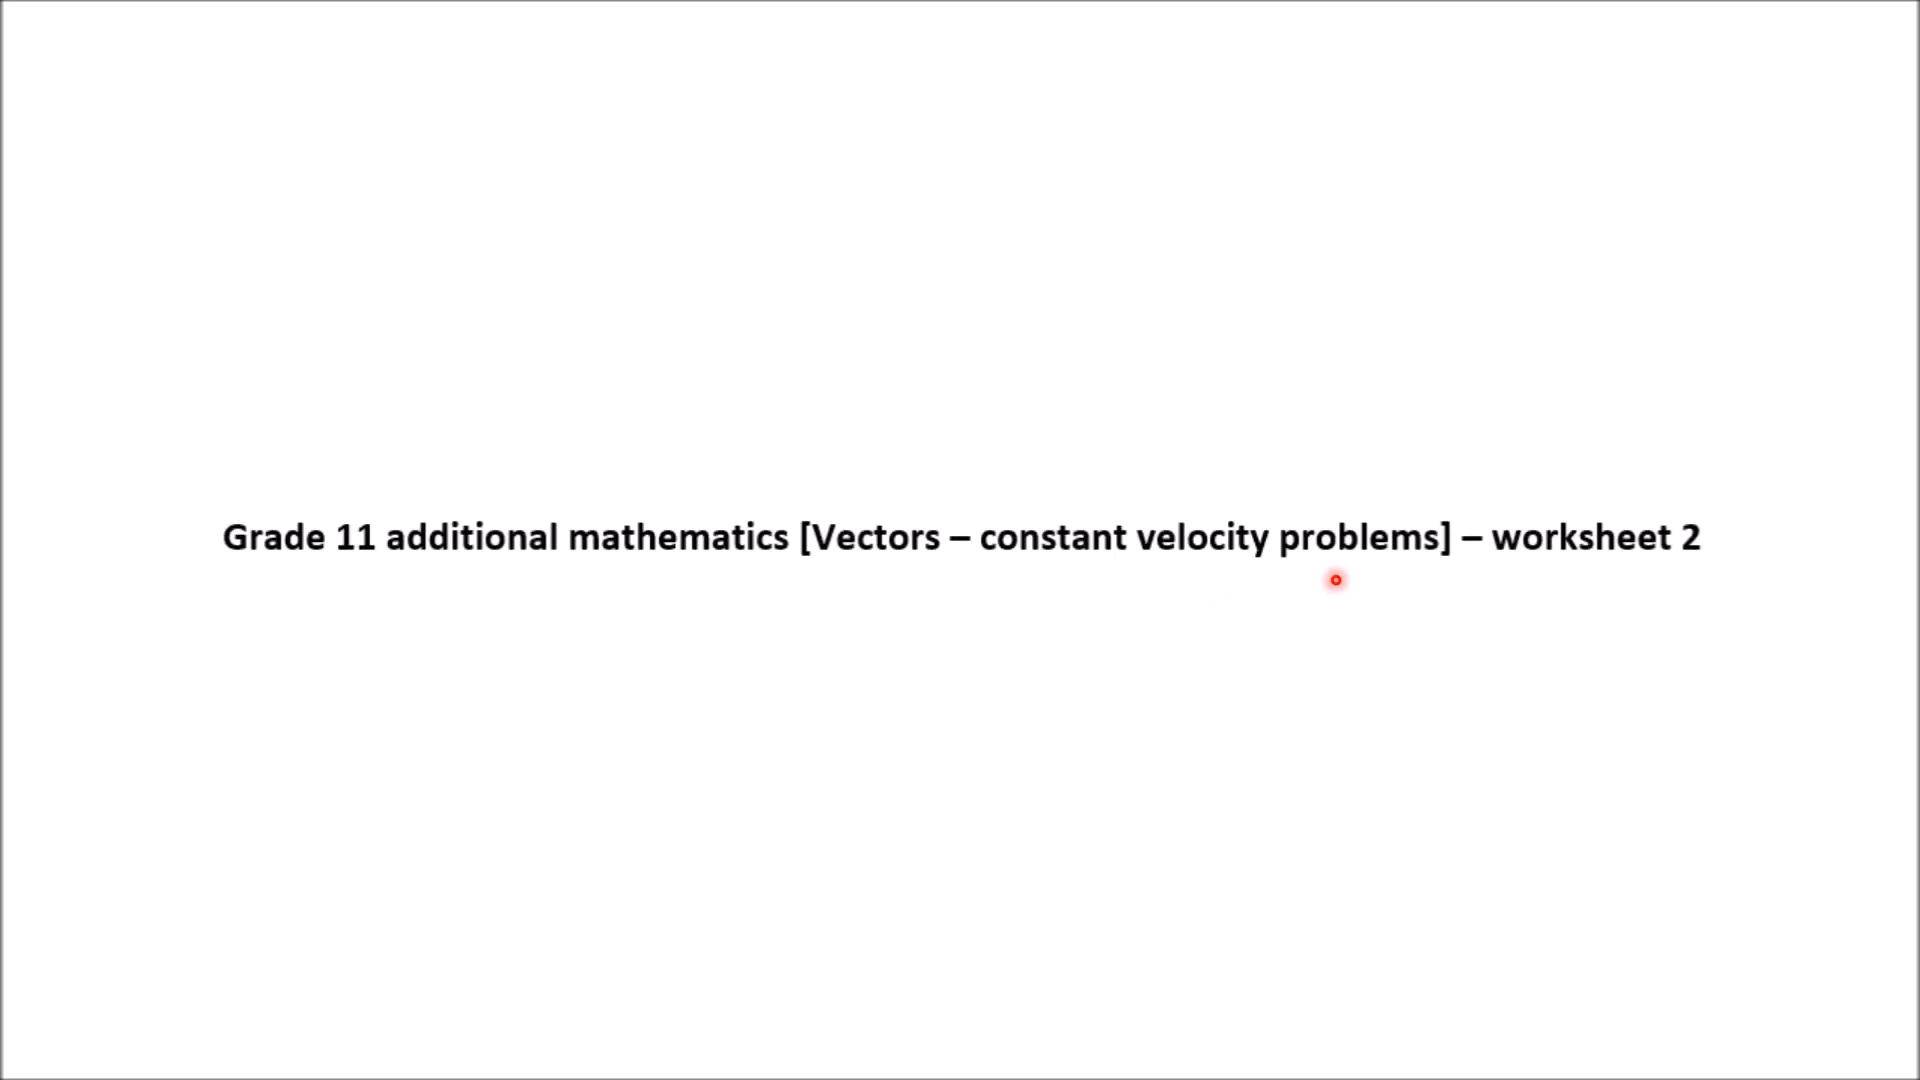 Grade 11 additional mathematics [Vectors – constant velocity problems] – worksheet 2